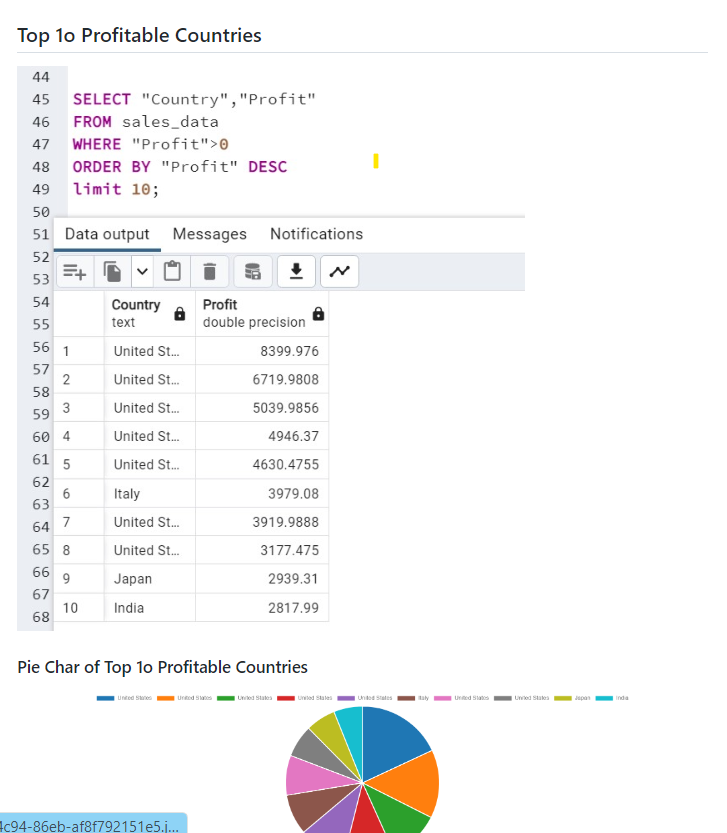 Top 1o Profitable Countries
44
45 SELECT "Country","Profit"
46 FROM sales_data
47 WHERE "Profit">0
48 ORDER BY "Profit" DESC
49 limit 10;
50
51
52
53
54
55
56
57
58
59
60
61
62
63
64
65
66
67
68
Data output Messages Notifications
Country Profit
text double precision
1 United St... 8399.976
2 United St... 6719.9808
3 United St... 5039.9856
4 United St... 4946.37
5 United St... 4630.4755
6 Italy 3979.08
7 United St... 3919.9888
8 United St... 3177.475
9 Japan 2939.31
10 India 2817.99
Pie Char of Top 1o Profitable Countries
United States United States United States United States United States Italy United States United States Japan India
4c94-86eb-af8f792151e5.j...